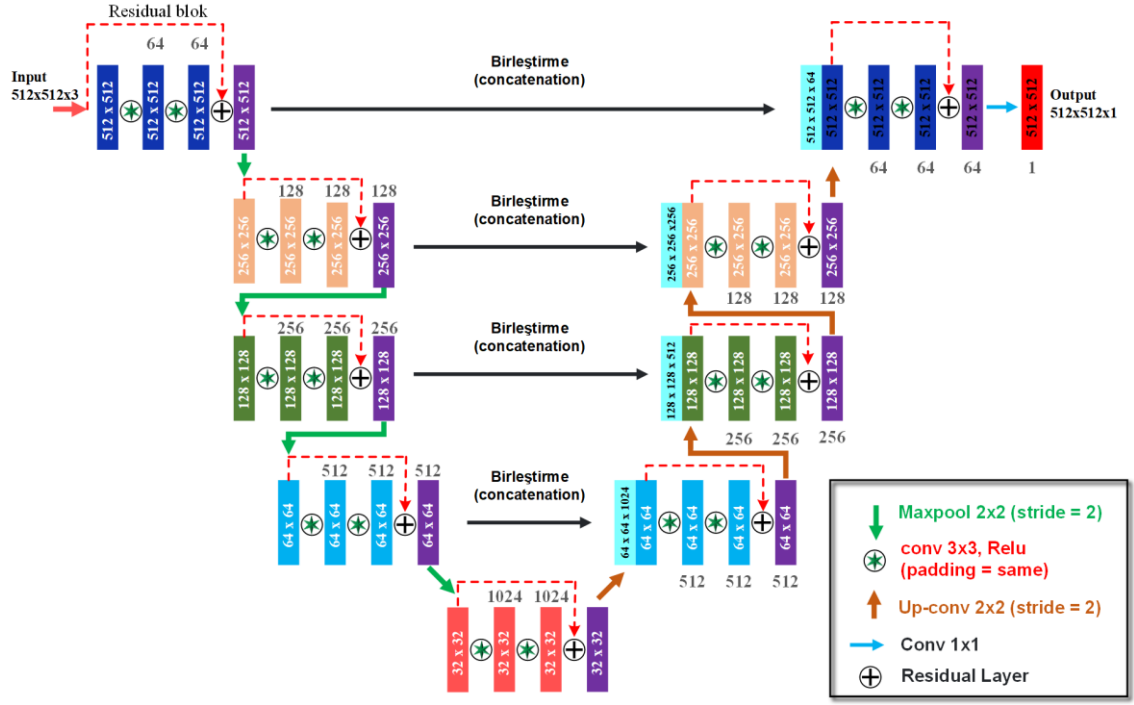 Residual blok
64
64
Input
512x512x3
512 x 512
512 x 512
512 x 512
512 x 512
Birleştirme
(concatenation)
512 x 512 x 64
512 x 512
512 x 512
512 x 512
512 x 512
512 x 512
Output
512x512x1
64
64
64
1
128
128
128
256 x 256
256 x 256
256 x 256
256 x 256
Birleştirme
(concatenation)
256 x 256 x256
256 x 256
256 x 256
256 x 256
256 x 256
128
128
128
256
256
256
128 x 128
128 x 128
128 x 128
128 x 128
Birleştirme
(concatenation)
128 x 128 x 512
128 x 128
128 x 128
128 x 128
128 x 128
256
256
256
512
512
512
64 x 64
64 x 64
64 x 64
64 x 64
Birleştirme
(concatenation)
64 x 64 x 1024
64 x 64
64 x 64
64 x 64
64 x 64
512
512
512
1024
1024
32 x 32
32 x 32
32 x 32
32 x 32
Maxpool 2x2 (stride = 2)
conv 3x3, Relu
(padding = same)
Up-conv 2x2 (stride = 2)
Conv 1x1
Residual Layer